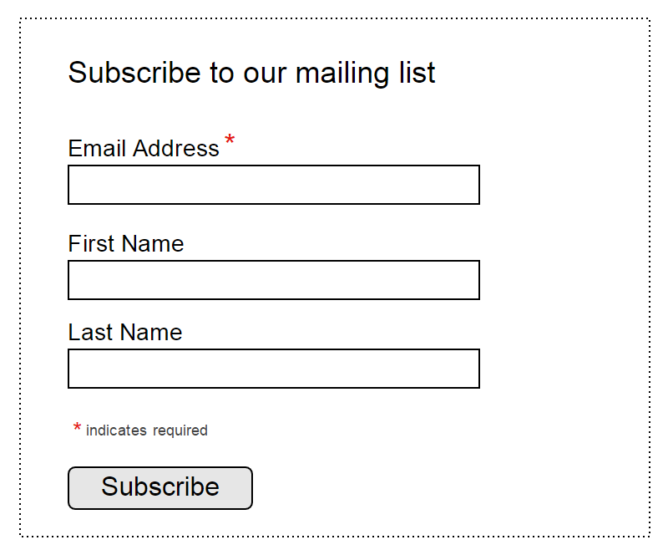 Subscribe to our mailing list
Email Address *
First Name
Last Name
* indicates required
Subscribe